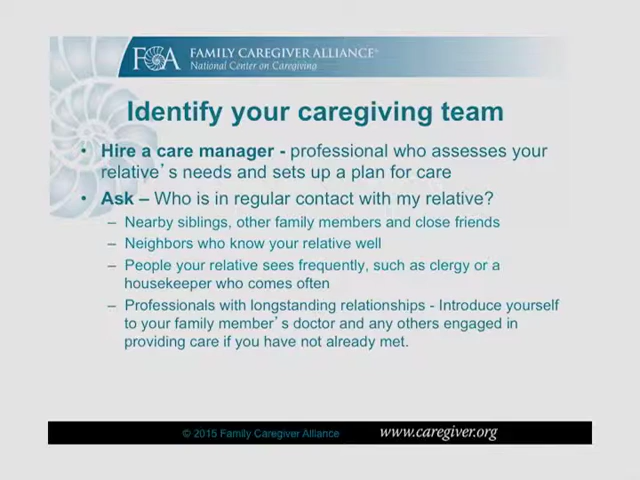 FCA FAMILY CAREGIVER ALLIANCE®
National Center on Caregiving
Identify your caregiving team
• Hire a care manager - professional who assesses your
relative's needs and sets up a plan for care
• Ask – Who is in regular contact with my relative?
– Nearby siblings, other family members and close friends
– Neighbors who know your relative well
– People your relative sees frequently, such as clergy or a
housekeeper who comes often
– Professionals with longstanding relationships - Introduce yourself
to your family member's doctor and any others engaged in
providing care if you have not already met.
© 2015 Family Caregiver Alliance www.caregiver.org